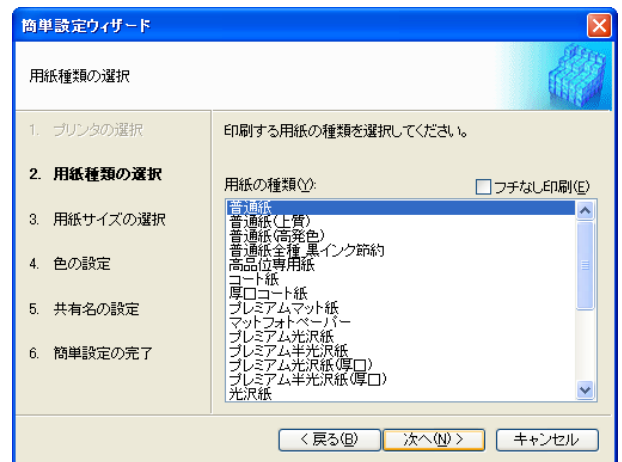 簡単設定ウィザード
用紙種類の選択
1. プリンタの選択
2. 用紙種類の選択
3. 用紙サイズの選択
4. 色の設定
5. 共有名の設定
6. 簡単設定の完了
印刷する用紙の種類を選択してください。
用紙の種類(Y):
フチなし印刷(E)
普通紙
普通紙(上質)
普通紙(高発色)
普通紙全種_黒インク節約
高品位専用紙
コート紙
厚口コート紙
プレミアムマット紙
マットフォトペーパー
プレミアム光沢紙
プレミアム半光沢紙
プレミアム光沢紙(厚口)
プレミアム半光沢紙(厚口)
光沢紙
< 戻る(B)
次へ(N) >
キャンセル